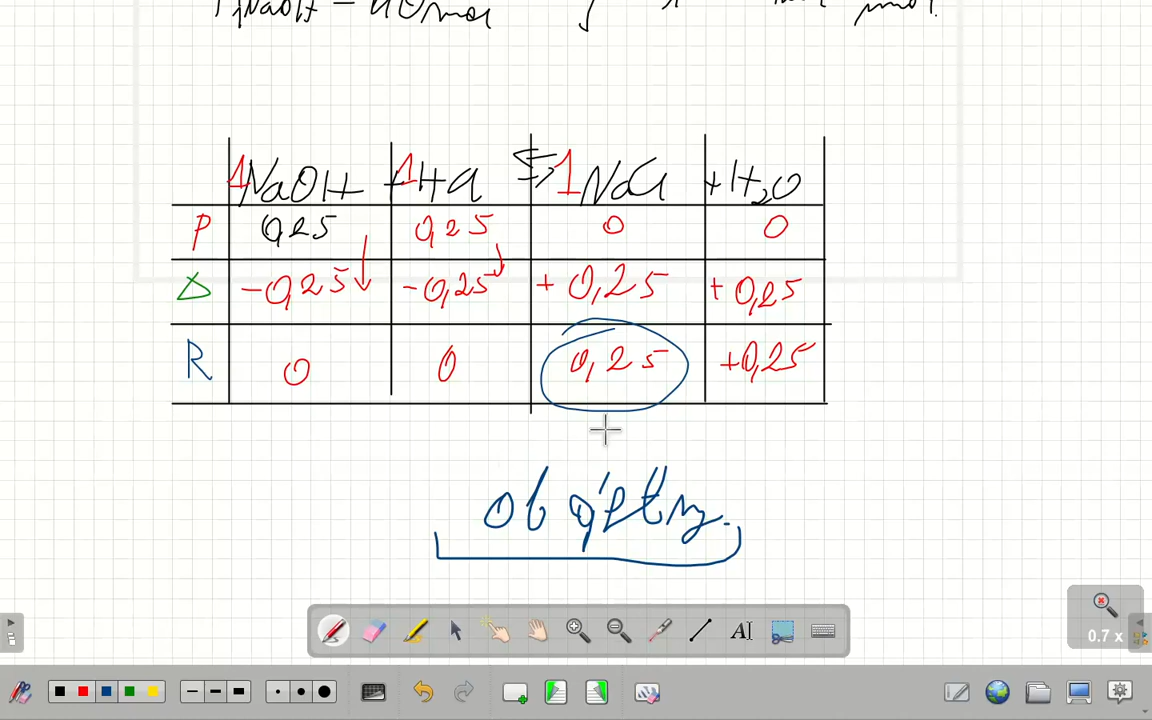 1NaOH + 1HCl ⇆ 1NaCl + H₂O
P 0,25 0,25 0 0
Δ -0,25 -0,25 +0,25 +0,25
R 0 0 0,25 +0,25
0.7 x